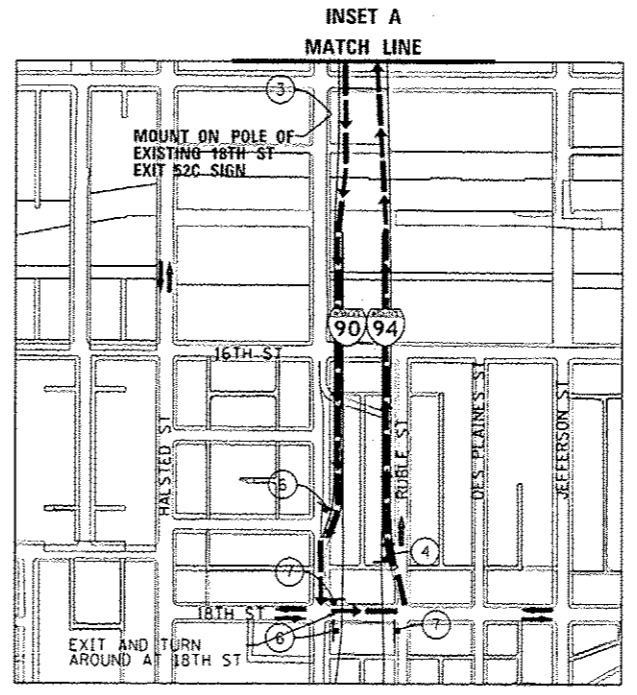 INSET A
MATCH LINE
3
MOUNT ON POLE OF
EXISTING 18TH ST
EXIT 52C SIGN
90 94
16TH ST
HALSTED ST
RUBLE ST
DES PLAINES ST
JEFFERSON ST
4
7
18TH ST
6
7
EXIT AND TURN
AROUND AT 18TH ST